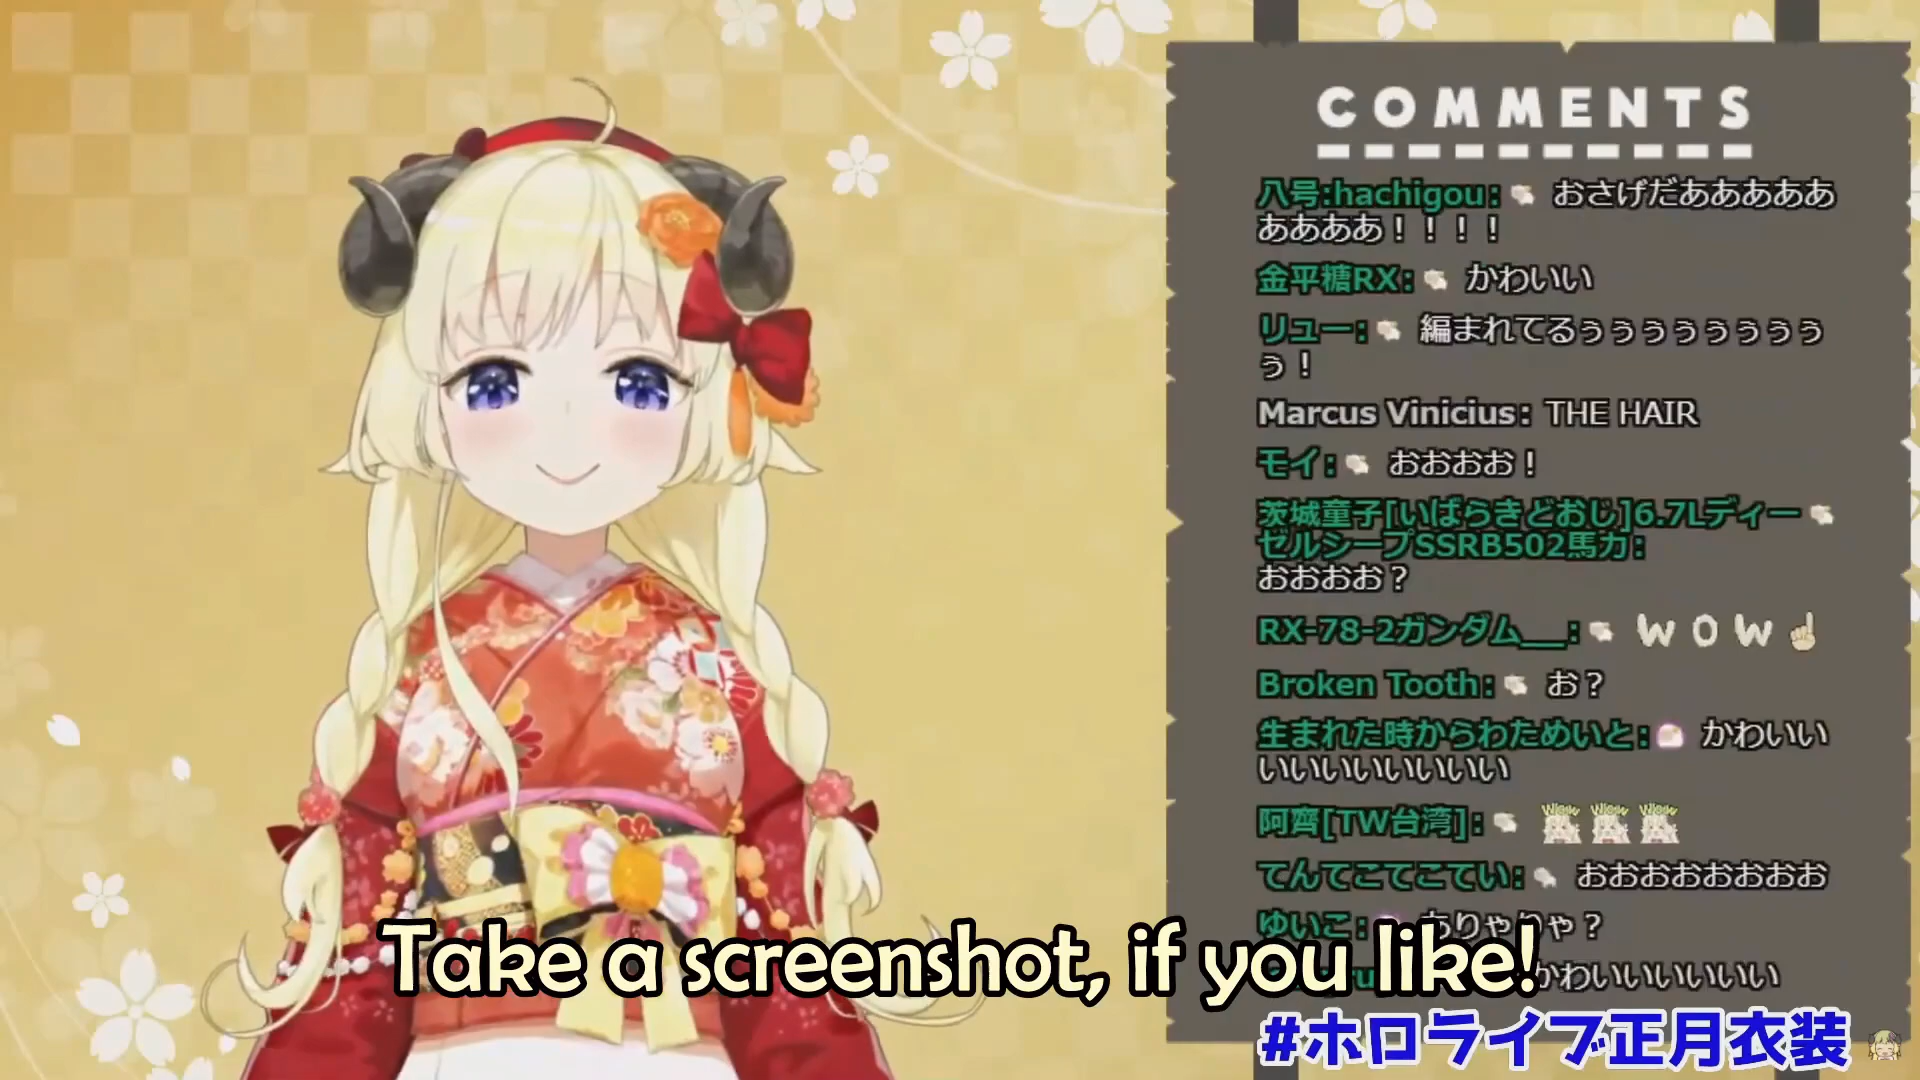 COMMENTS
八号:hachigou: おさげだああああああ
ああああ！！！！
金平糖RX: かわいい
リュー: 編まれてるぅぅぅぅぅぅぅぅ
ぅ！
Marcus Vinicius: THE HAIR
モイ: おおおお！
茨城童子[いばらきどおじ]6.7Lディー
ゼルシープSSRB502馬力:
おおおお？
RX-78-2ガンダム__: WOW
Broken Tooth: お？
生まれた時からわためいと: かわいい
いいいいいいいい
阿齊[TW台湾]: WOW WOW WOW
てんてこてこてい: おおおおおおおお
ゆいこ: ありゃりゃ？
かわいいいいいい
Take a screenshot, if you like!
#ホロライブ正月衣装